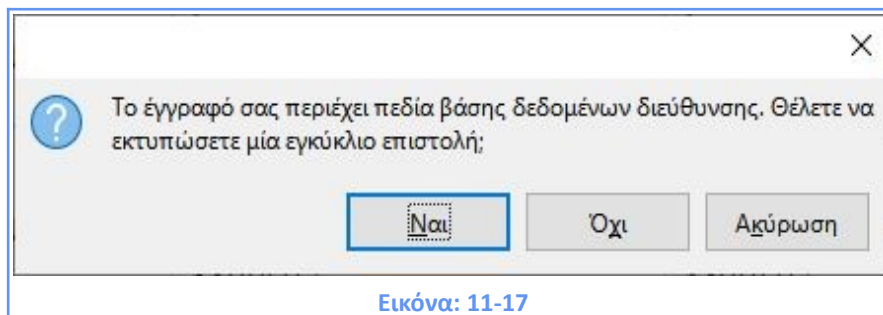 Το έγγραφό σας περιέχει πεδία βάσης δεδομένων διεύθυνσης. Θέλετε να
εκτυπώσετε μία εγκύκλιο επιστολή;
Ναι Όχι Ακύρωση
Εικόνα: 11-17